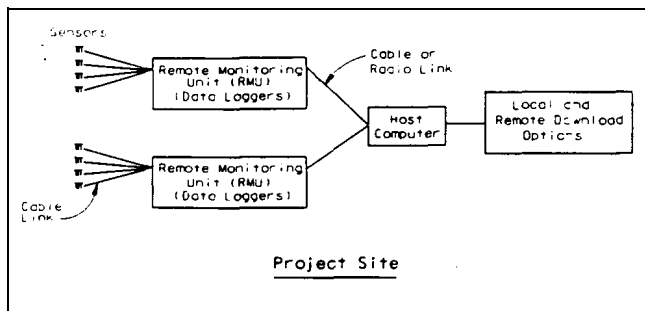 Sensors
Remote Monitoring
Unit (RMU)
(Data Loggers)
Cable or
Radio Link
Host
Computer
Local and
Remote Download
Options
Remote Monitoring
Unit (RMU)
(Data Loggers)
Cable
Link
Project Site